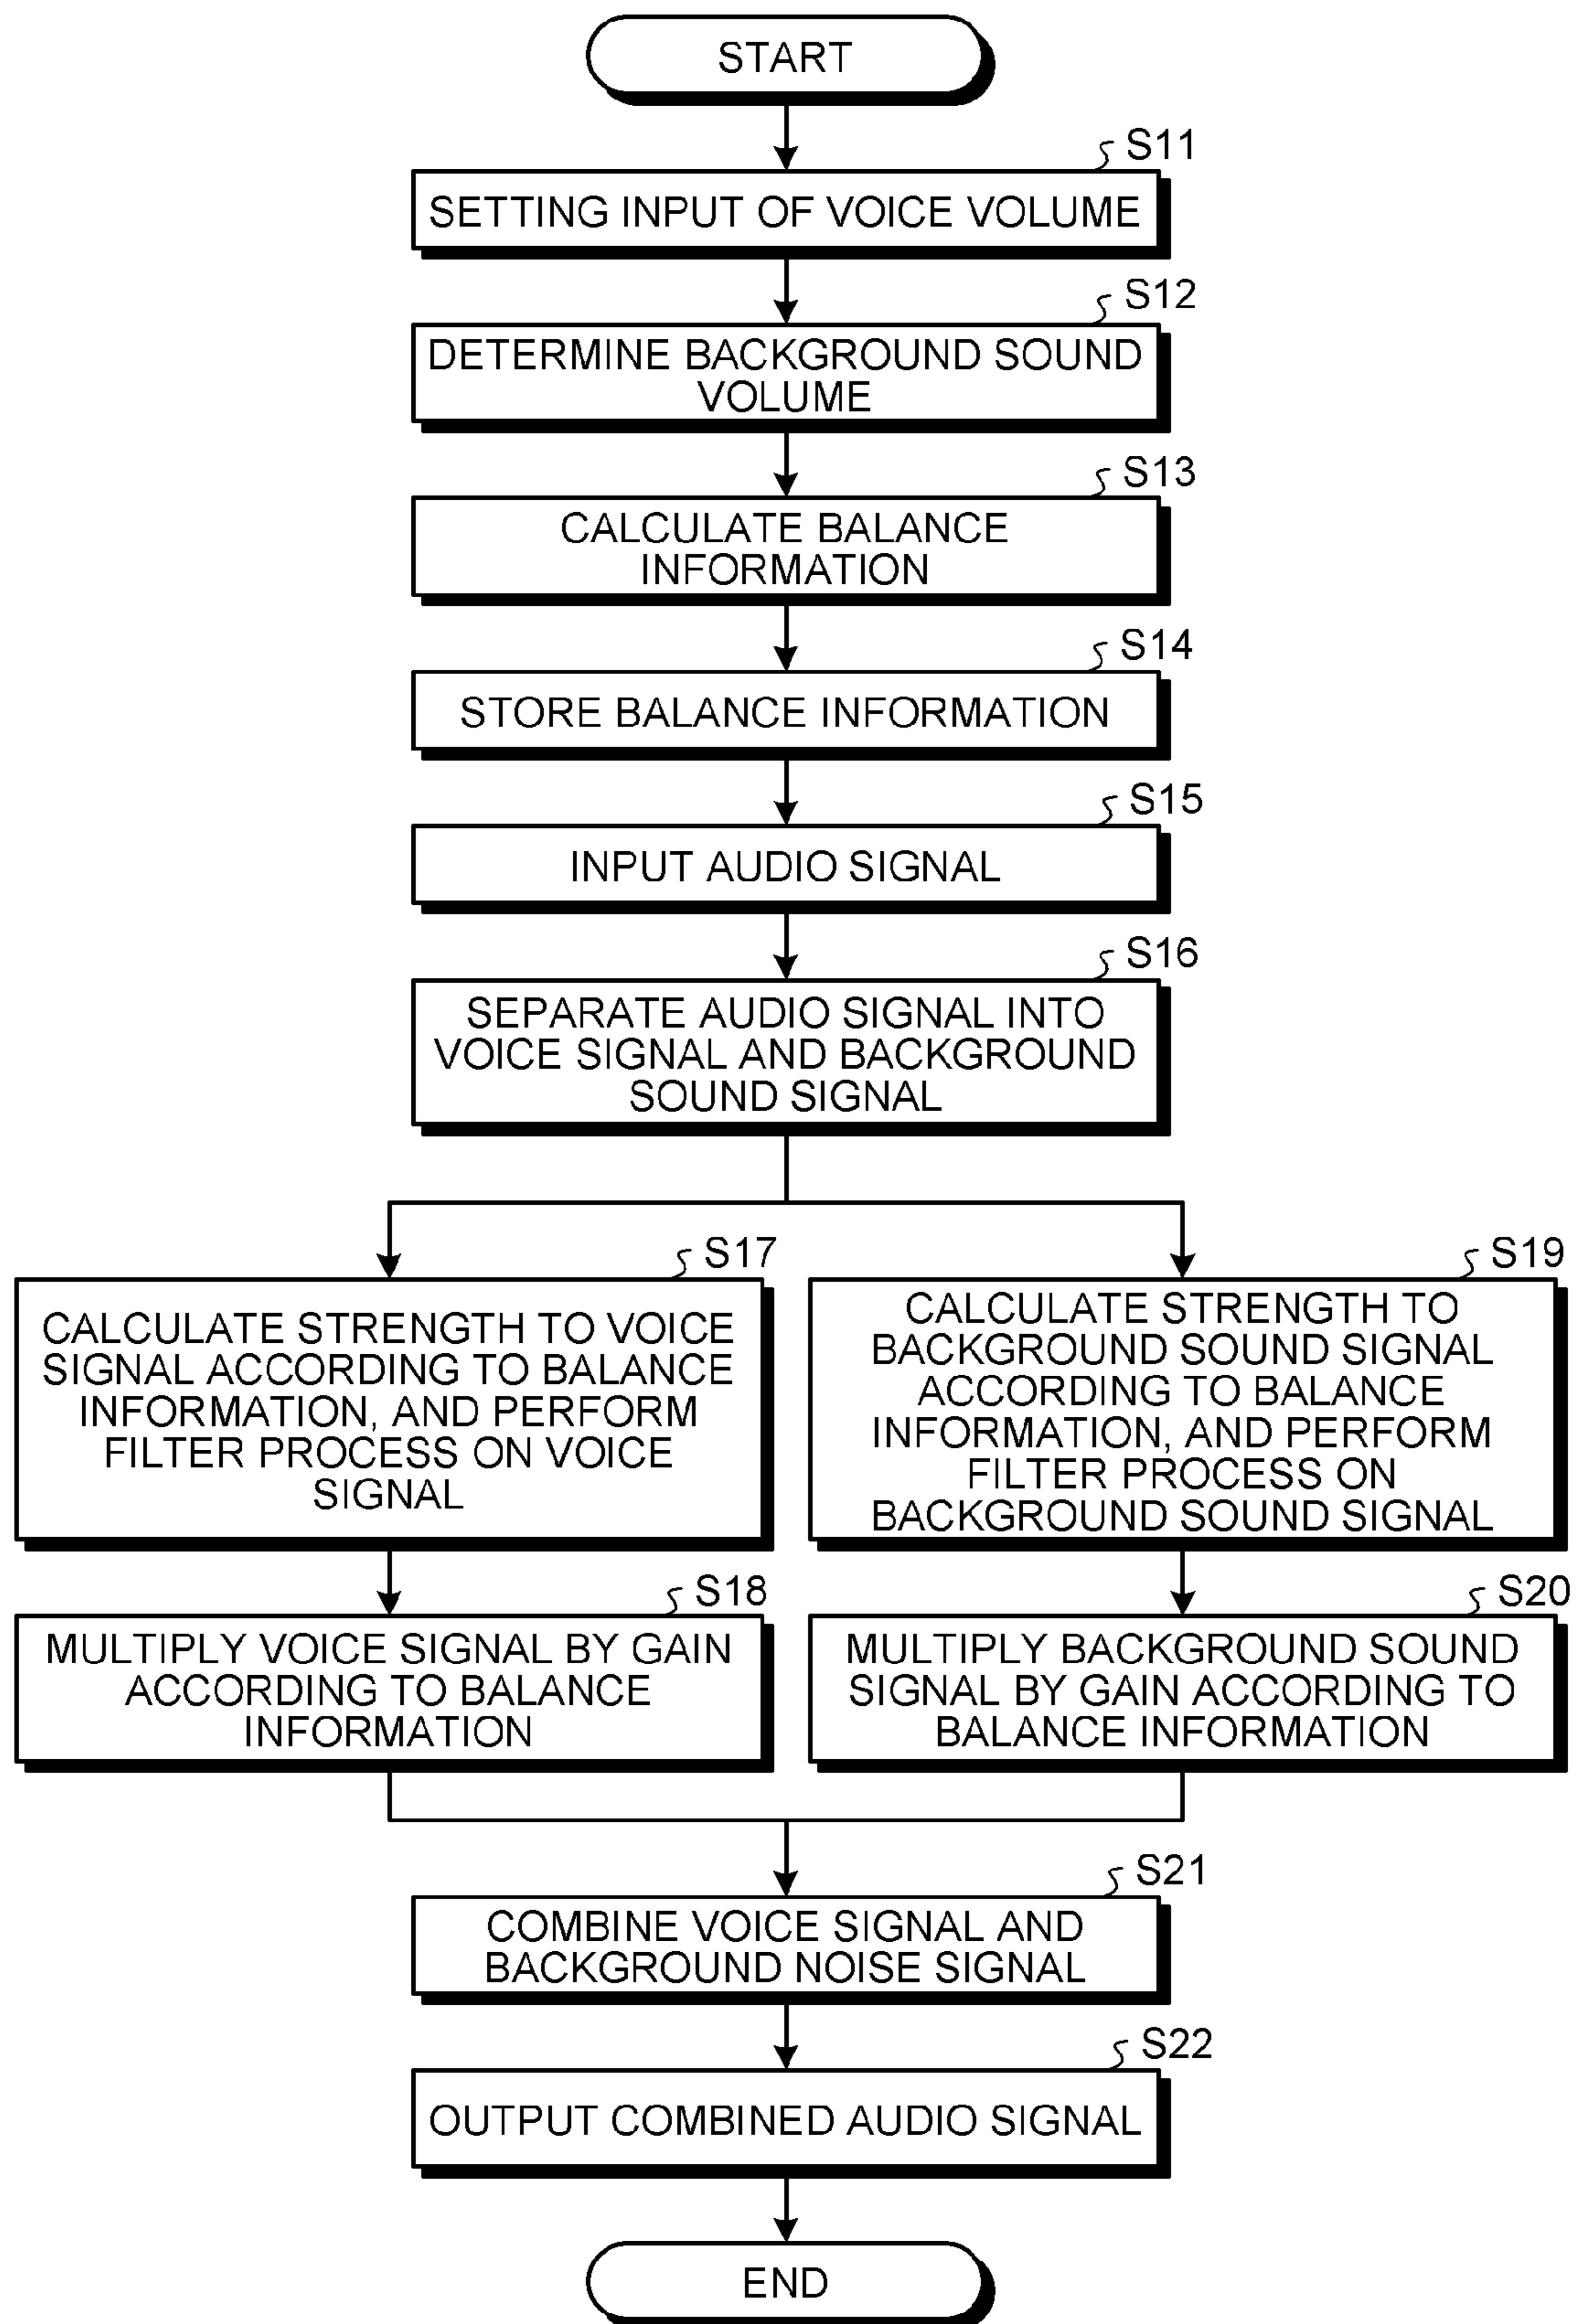 START
S11
SETTING INPUT OF VOICE VOLUME
S12
DETERMINE BACKGROUND SOUND
VOLUME
S13
CALCULATE BALANCE
INFORMATION
S14
STORE BALANCE INFORMATION
S15
INPUT AUDIO SIGNAL
S16
SEPARATE AUDIO SIGNAL INTO
VOICE SIGNAL AND BACKGROUND
SOUND SIGNAL
S17
CALCULATE STRENGTH TO VOICE
SIGNAL ACCORDING TO BALANCE
INFORMATION, AND PERFORM
FILTER PROCESS ON VOICE
SIGNAL
S18
MULTIPLY VOICE SIGNAL BY GAIN
ACCORDING TO BALANCE
INFORMATION
S19
CALCULATE STRENGTH TO
BACKGROUND SOUND SIGNAL
ACCORDING TO BALANCE
INFORMATION, AND PERFORM
FILTER PROCESS ON
BACKGROUND SOUND SIGNAL
S20
MULTIPLY BACKGROUND SOUND
SIGNAL BY GAIN ACCORDING TO
BALANCE INFORMATION
S21
COMBINE VOICE SIGNAL AND
BACKGROUND NOISE SIGNAL
S22
OUTPUT COMBINED AUDIO SIGNAL
END